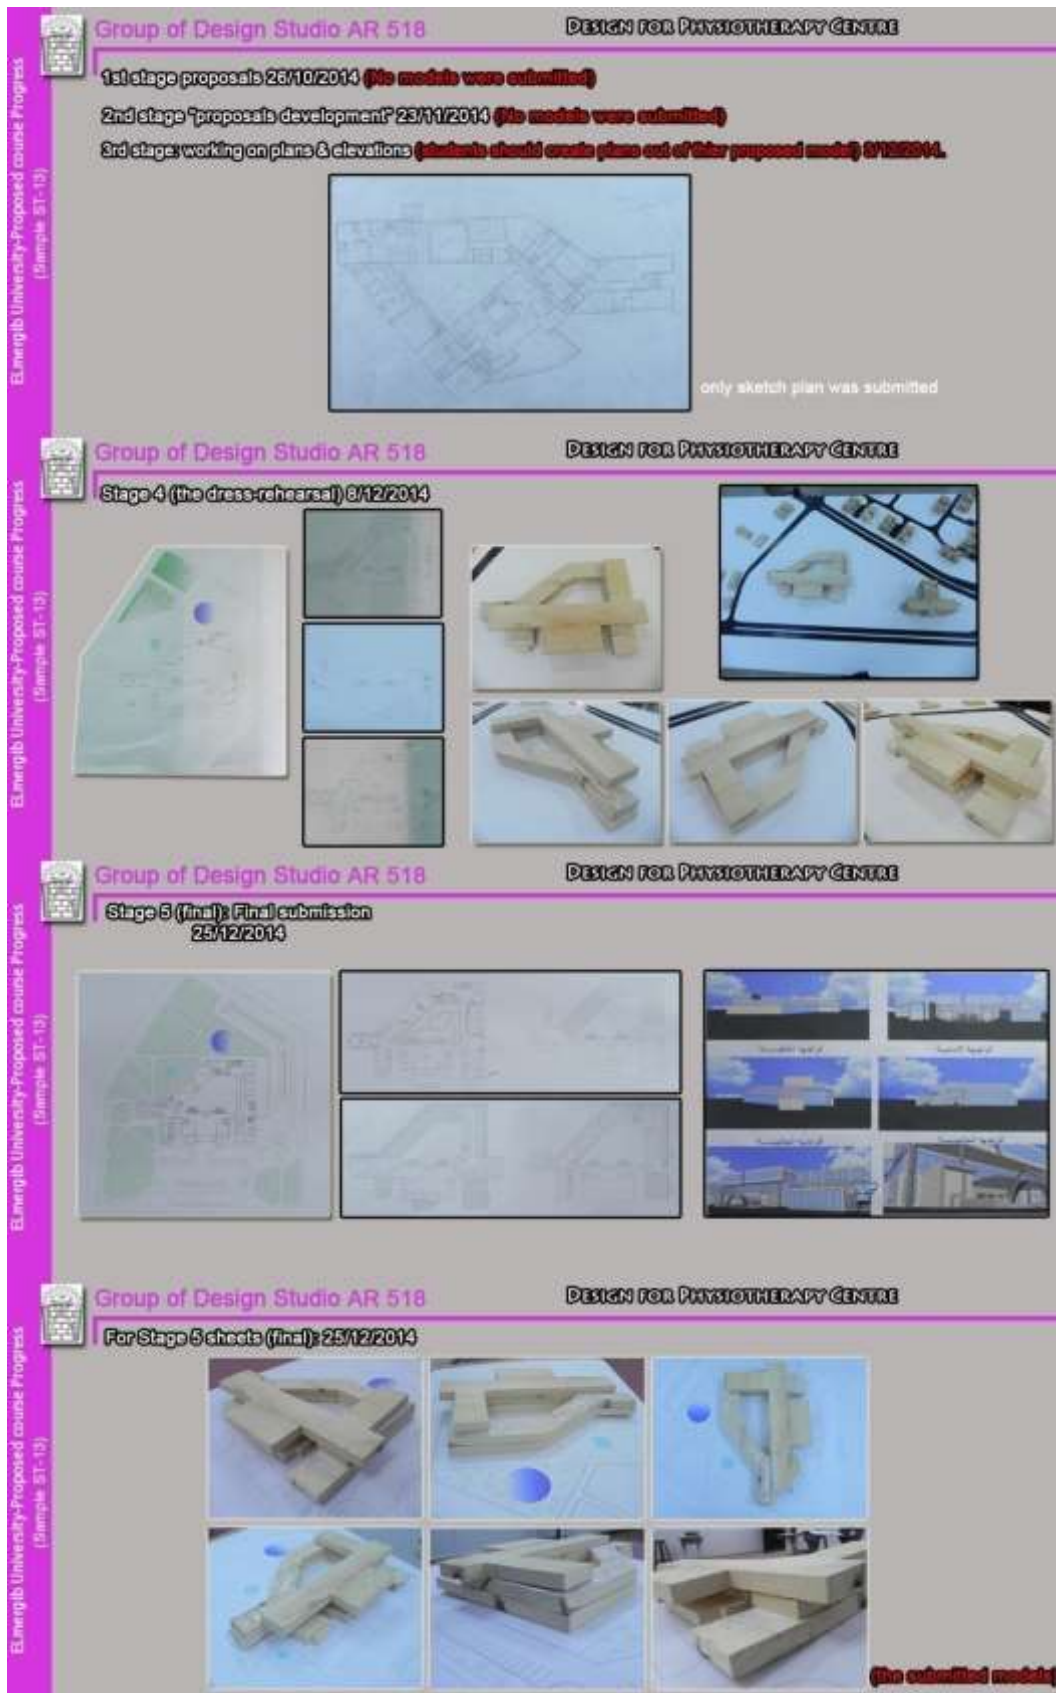 Group of Design Studio AR 518
DESIGN FOR PHYSIOTHERAPY CENTRE
1st stage proposals 26/10/2014 (No models were submitted)
2nd stage "proposals development" 23/11/2014 (No models were submitted)
3rd stage: working on plans & elevations (students should create plans out of thier proposed model) 3/12/2014.
only sketch plan was submitted
ELmergib University-Proposed course Progress
(Sample ST-13)
Group of Design Studio AR 518
DESIGN FOR PHYSIOTHERAPY CENTRE
Stage 4 (the dress-rehearsal) 8/12/2014
ELmergib University-Proposed course Progress
(Sample ST-13)
Group of Design Studio AR 518
DESIGN FOR PHYSIOTHERAPY CENTRE
Stage 5 (final): Final submission
25/12/2014
ELmergib University-Proposed course Progress
(Sample ST-13)
Group of Design Studio AR 518
DESIGN FOR PHYSIOTHERAPY CENTRE
For Stage 5 sheets (final): 25/12/2014
(the submitted models)
ELmergib University-Proposed course Progress
(Sample ST-13)